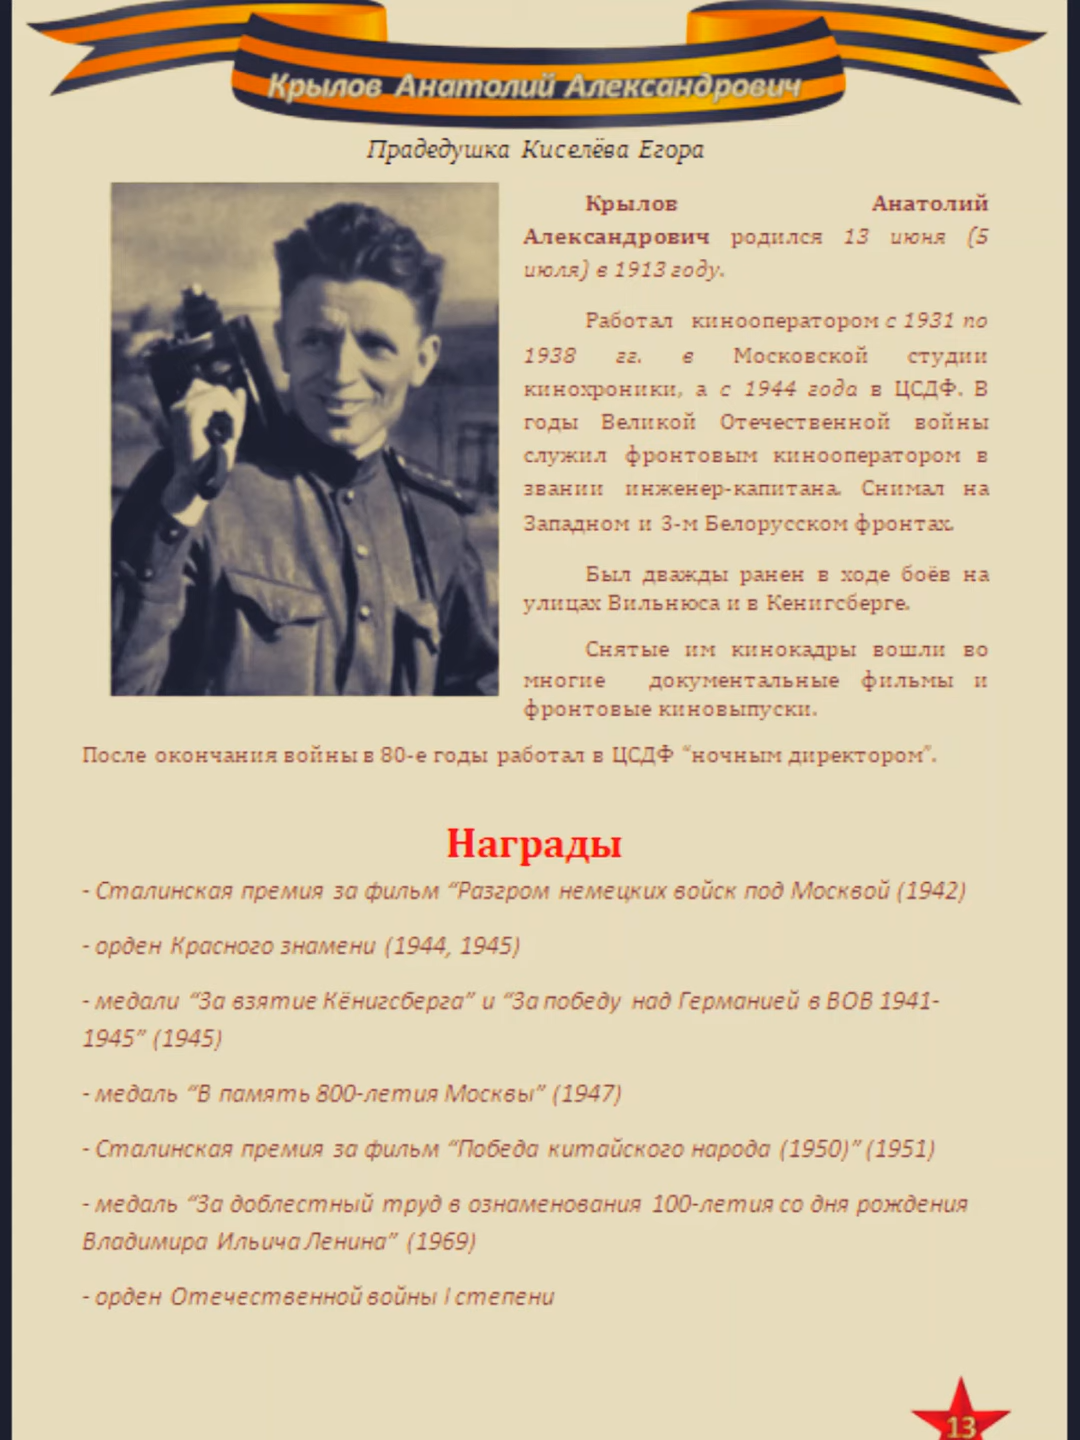 Крылов Анатолий Александрович
Прадедушка Киселёва Егора
Крылов Анатолий
Александрович родился 13 июня (5
июля) в 1913 году.
Работал кинооператором с 1931 по
1938 гг. в Московской студии
кинохроники, а с 1944 года в ЦСДФ. В
годы Великой Отечественной войны
служил фронтовым кинооператором в
звании инженер-капитана. Снимал на
Западном и 3-м Белорусском фронтах.
Был дважды ранен в ходе боёв на
улицах Вильнюса и в Кенигсберге.
Снятые им кинокадры вошли во
многие документальные фильмы и
фронтовые киновыпуски.
После окончания войны в 80-е годы работал в ЦСДФ “ночным директором”.
Награды
- Сталинская премия за фильм “Разгром немецких войск под Москвой (1942)
- орден Красного знамени (1944, 1945)
- медали “За взятие Кёнигсберга” и “За победу над Германией в ВОВ 1941-
1945” (1945)
- медаль “В память 800-летия Москвы” (1947)
- Сталинская премия за фильм “Победа китайского народа (1950)” (1951)
- медаль “За доблестный труд в ознаменования 100-летия со дня рождения
Владимира Ильича Ленина” (1969)
- орден Отечественной войны I степени
13